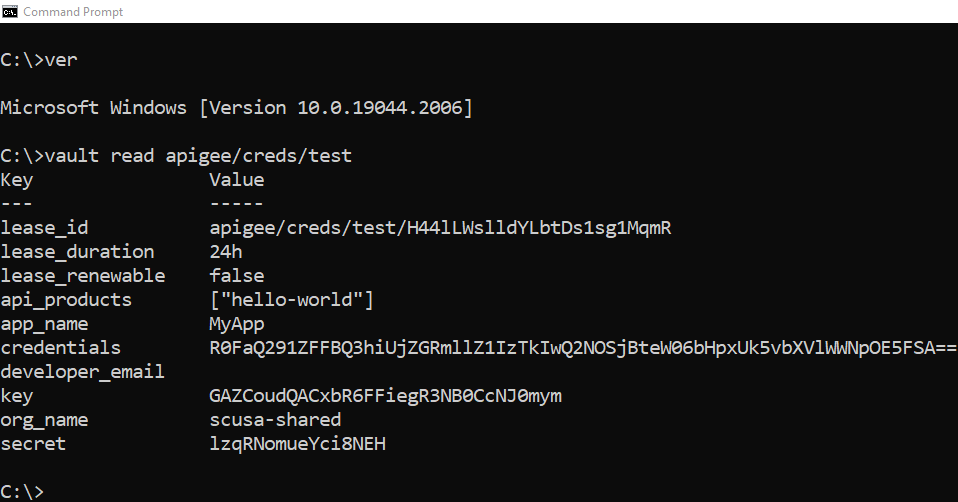 Command Prompt
C:\>ver
Microsoft Windows [Version 10.0.19044.2006]
C:\>vault read apigee/creds/test
Key Value
--- -----
lease_id apigee/creds/test/H44lLWslldYLbtDs1sg1MqmR
lease_duration 24h
lease_renewable false
api_products ["hello-world"]
app_name MyApp
credentials R0FaQ291ZFFBQ3hiUjZGRmllZ1IzTkIwQ2NOSjBteW06bHpxUk5vbXVlWWNpOE5FSA==
developer_email
key GAZCoudQACxbR6FFiegR3NB0CcNJ0mym
org_name scusa-shared
secret lzqRNomueYci8NEH
C:\>